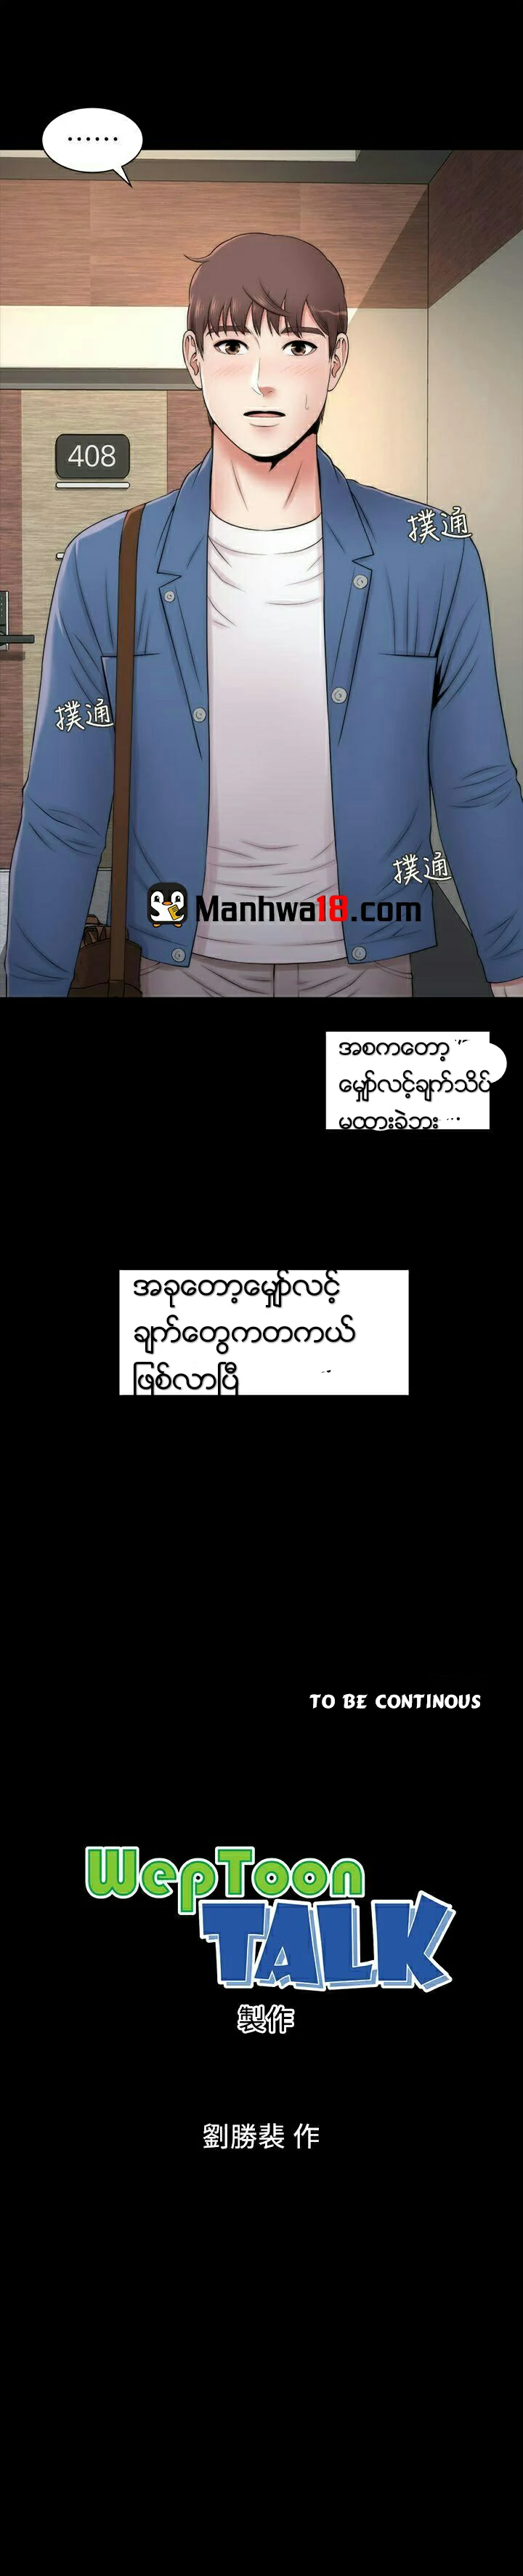 ......
408
撲通
撲通
撲通
Manhwa18.com
အစကတော့
မျှော်လင့်ချက်သိပ်
မထားခဲ့ဘူး
အခုတော့မျှော်လင့်
ချက်တွေကတကယ်
ဖြစ်လာပြီ
TO BE CONTINOUS
WepToon
TALK
製作
劉勝裴 作